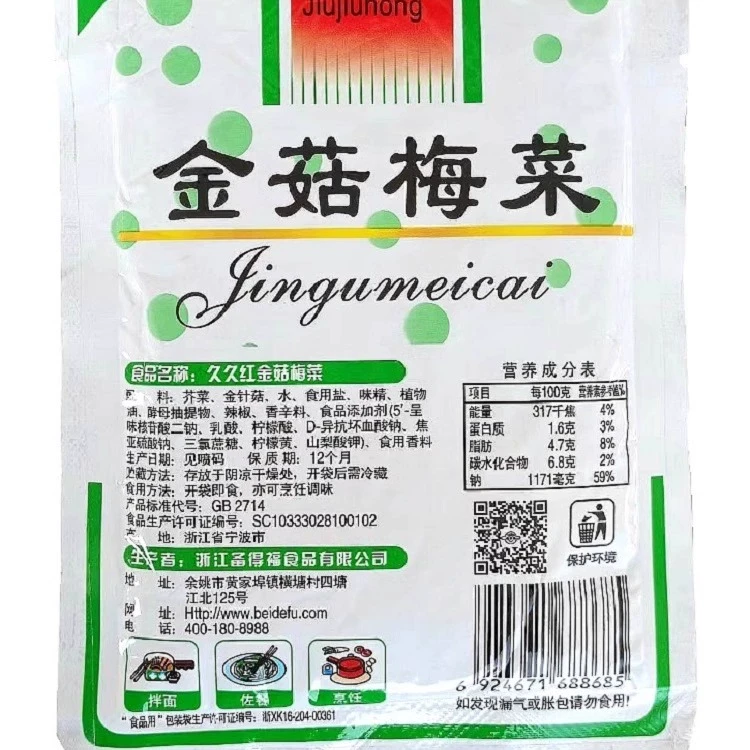 Jiujiuhong
金菇梅菜
Jingumeicai
食品名称：久久红金菇梅菜
料：芥菜、金针菇、水、食用盐、味精、植物
油、酵母抽提物、辣椒、香辛料、食品添加剂(5′-呈
味核苷酸二钠、乳酸、柠檬酸、D-异抗坏血酸钠、焦
亚硫酸钠、三氯蔗糖、柠檬黄、山梨酸钾)、食用香料
生产日期：见喷码 保质期：12个月
贮藏方法：存放于阴凉干燥处，开袋后需冷藏
食用方法：开袋即食，亦可烹饪调味
产品标准代号：GB 2714
食品生产许可证编号：SC10333028100102
产 地：浙江省宁波市
生产者：浙江备得福食品有限公司
地 址：余姚市黄家埠镇横塘村四塘
江北125号
网 址：Http://www.beidefu.com
电 话：400-180-8988
拌面 佐餐 烹饪
"食品用"包装袋生产许可证编号：浙XK16-204-00361
营养成分表
项目 每100克 营养素参考值%
能量 317千焦 4%
蛋白质 1.6克 3%
脂肪 4.7克 8%
碳水化合物 6.8克 2%
钠 1171毫克 59%
保护环境
6 924671 688685
如发现漏气或胀包请勿食用!